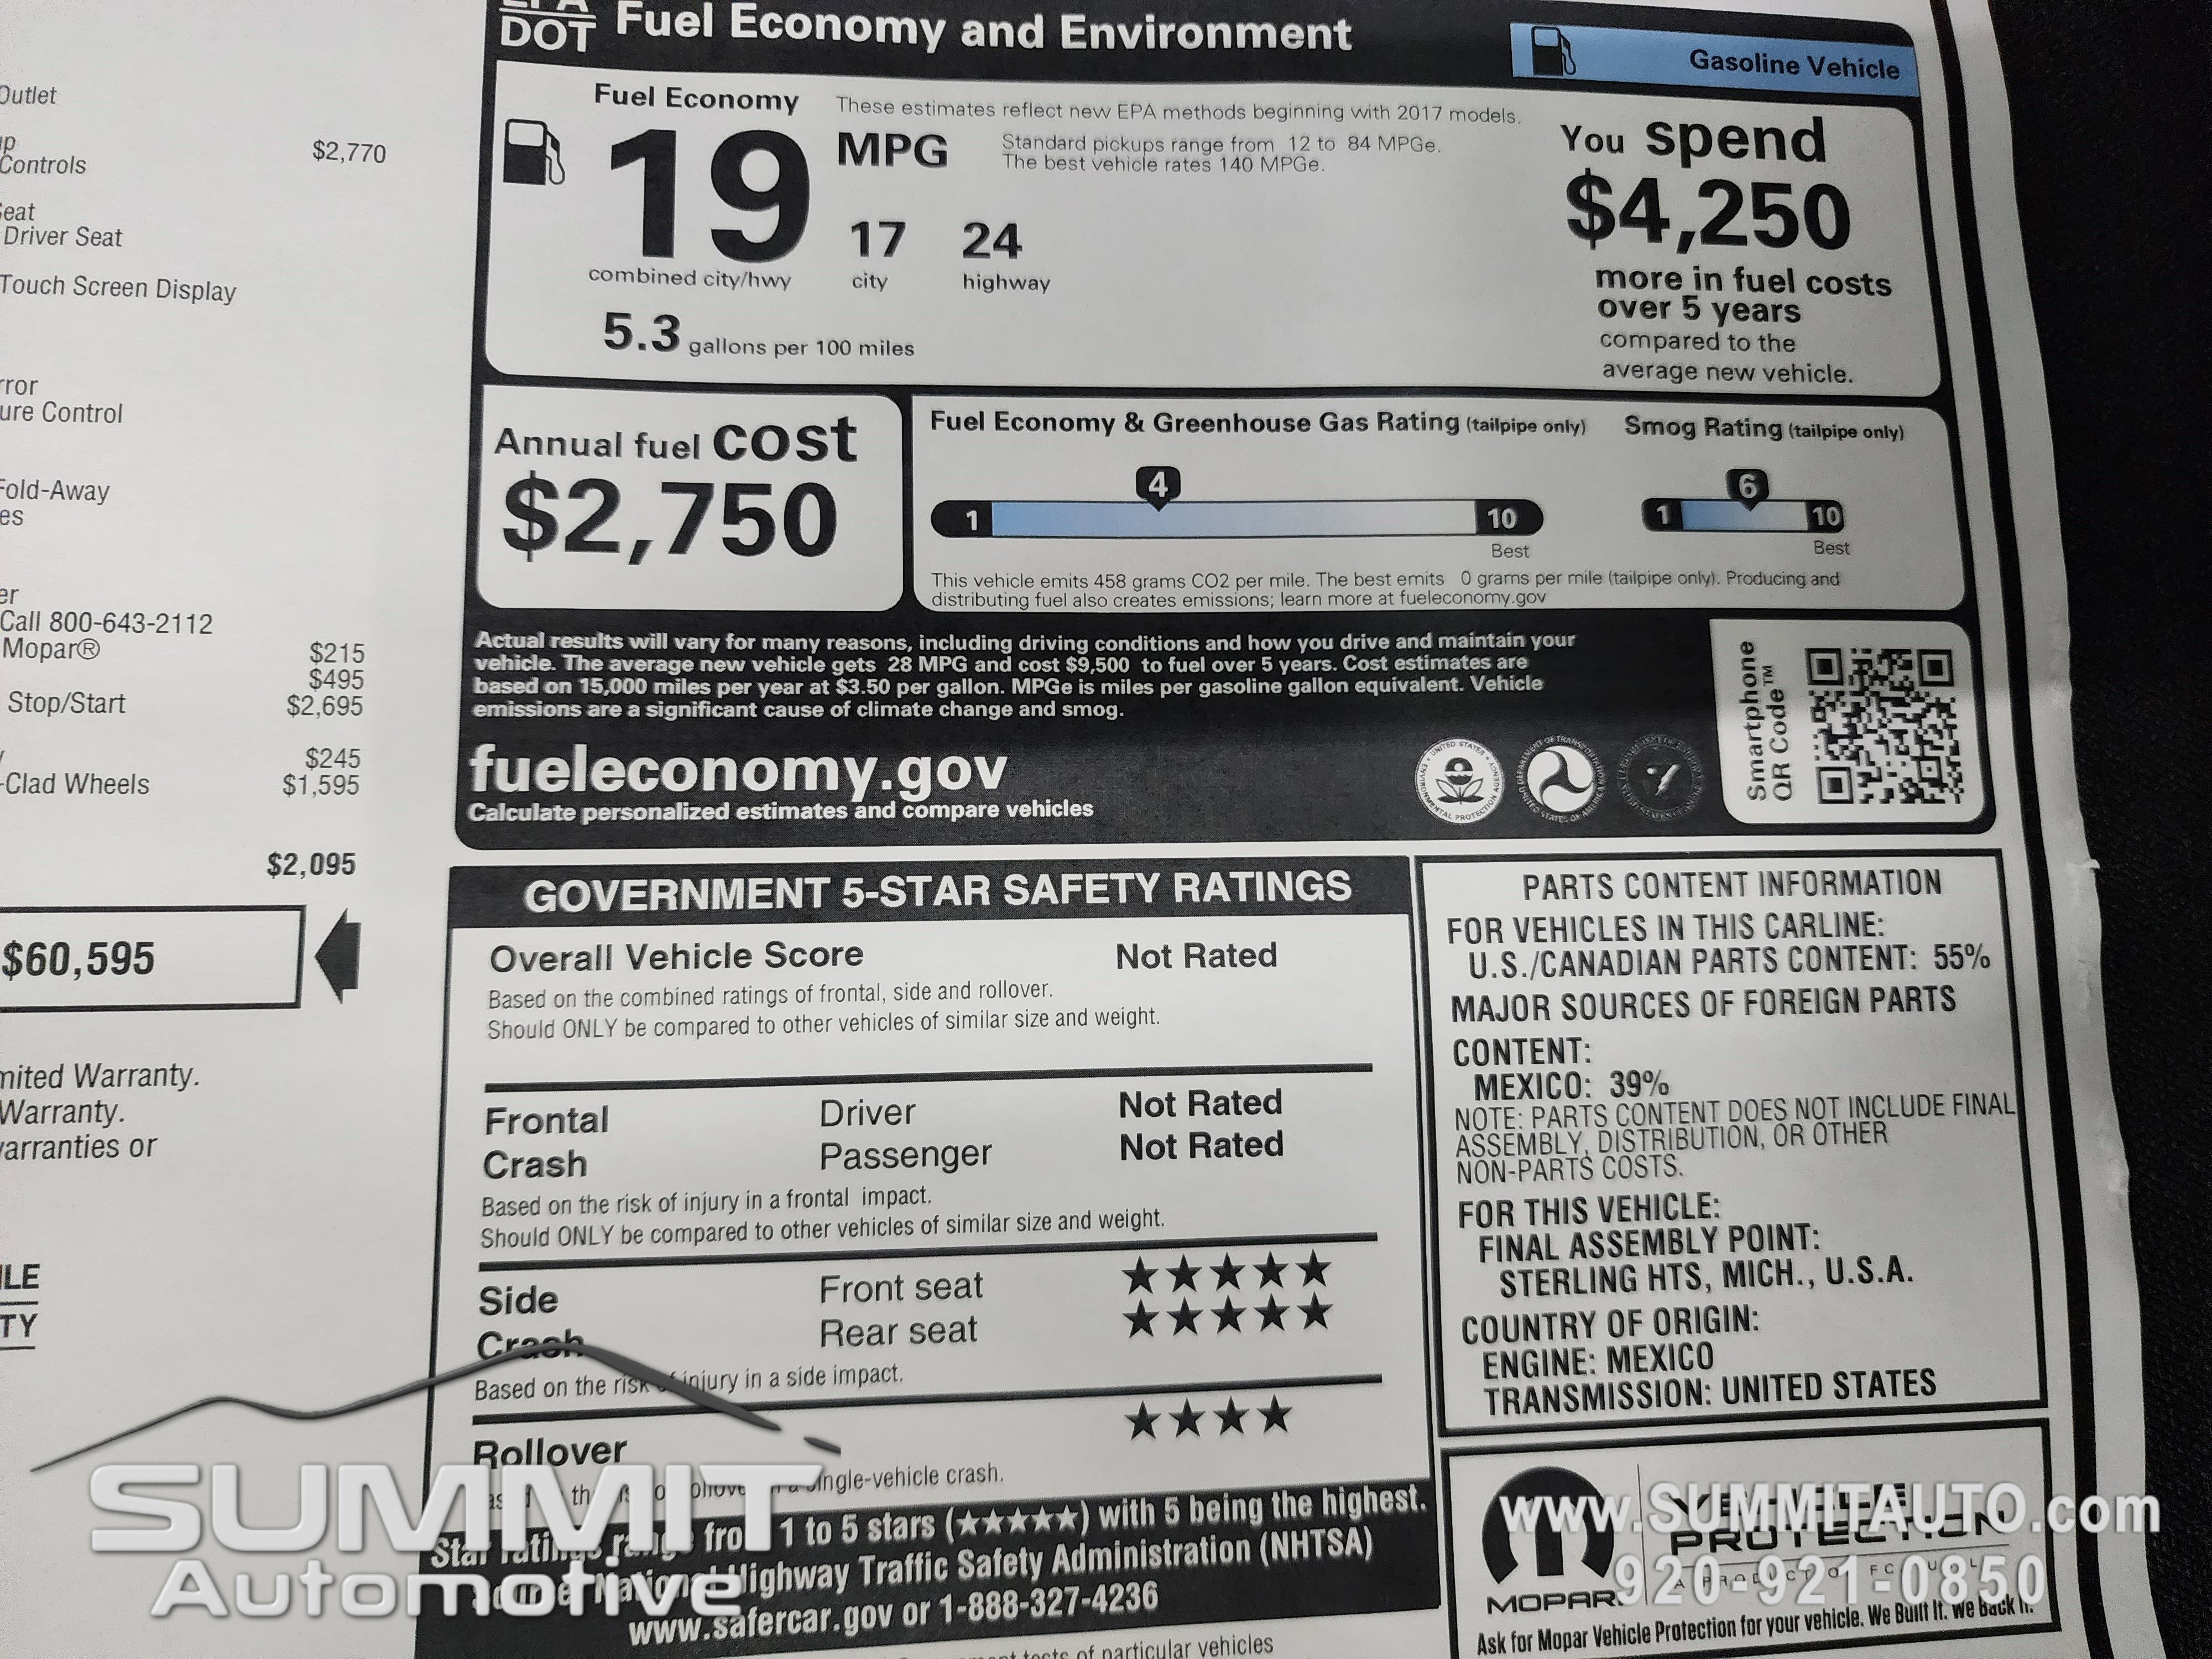 Outlet
Controls
$2,770
Driver Seat
Touch Screen Display
ure Control
Fold-Away
Call 800-643-2112
Mopar®
$215
$495
Stop/Start
$2,695
$245
-Clad Wheels
$1,595
$2,095
$60,595
mited Warranty.
Warranty.
arranties or
DOT Fuel Economy and Environment
Gasoline Vehicle
Fuel Economy
These estimates reflect new EPA methods beginning with 2017 models.
19 MPG
Standard pickups range from 12 to 84 MPGe.
The best vehicle rates 140 MPGe.
17 24
combined city/hwy city highway
5.3 gallons per 100 miles
You spend
$4,250
more in fuel costs
over 5 years
compared to the
average new vehicle.
Annual fuel cost
$2,750
Fuel Economy & Greenhouse Gas Rating (tailpipe only)
4
1 10
Best
Smog Rating (tailpipe only)
6
1 10
Best
This vehicle emits 458 grams CO2 per mile. The best emits 0 grams per mile (tailpipe only). Producing and
distributing fuel also creates emissions; learn more at fueleconomy.gov
Actual results will vary for many reasons, including driving conditions and how you drive and maintain your
vehicle. The average new vehicle gets 28 MPG and cost $9,500 to fuel over 5 years. Cost estimates are
based on 15,000 miles per year at $3.50 per gallon. MPGe is miles per gasoline gallon equivalent. Vehicle
emissions are a significant cause of climate change and smog.
fueleconomy.gov
Calculate personalized estimates and compare vehicles
Smartphone
QR Code™
GOVERNMENT 5-STAR SAFETY RATINGS
Overall Vehicle Score Not Rated
Based on the combined ratings of frontal, side and rollover.
Should ONLY be compared to other vehicles of similar size and weight.
Frontal Driver Not Rated
Crash Passenger Not Rated
Based on the risk of injury in a frontal impact.
Should ONLY be compared to other vehicles of similar size and weight.
Side Front seat ★★★★★
Crash Rear seat ★★★★★
Based on the risk of injury in a side impact.
Rollover ★★★★
single-vehicle crash.
Star ratings range from 1 to 5 stars (★★★★★) with 5 being the highest.
National Highway Traffic Safety Administration (NHTSA)
www.safercar.gov or 1-888-327-4236
of particular vehicles
PARTS CONTENT INFORMATION
FOR VEHICLES IN THIS CARLINE:
U.S./CANADIAN PARTS CONTENT: 55%
MAJOR SOURCES OF FOREIGN PARTS
CONTENT:
MEXICO: 39%
NOTE: PARTS CONTENT DOES NOT INCLUDE FINAL
ASSEMBLY, DISTRIBUTION, OR OTHER
NON-PARTS COSTS.
FOR THIS VEHICLE:
FINAL ASSEMBLY POINT:
STERLING HTS, MICH., U.S.A.
COUNTRY OF ORIGIN:
ENGINE: MEXICO
TRANSMISSION: UNITED STATES
MOPAR
VEHICLE
PROTECTION
Ask for Mopar Vehicle Protection for your vehicle. We Built It. We Back It.
SUMMIT
Automotive
www.SUMMITAUTO.com
920-921-0850